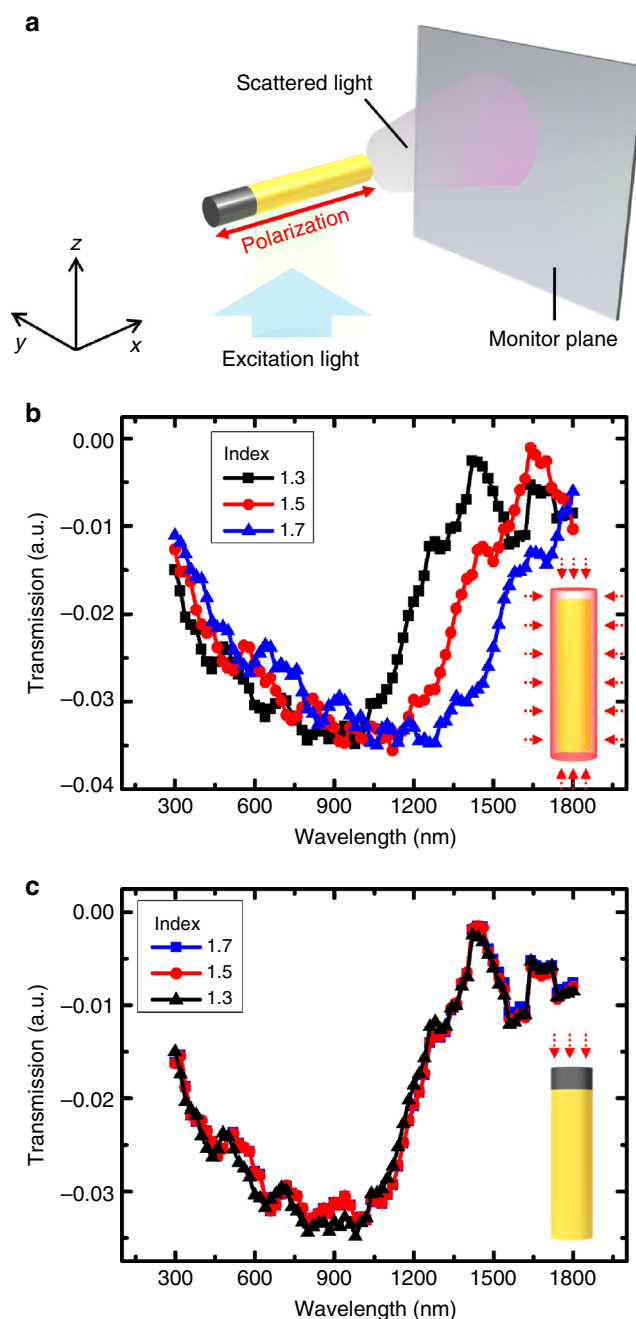 a
Scattered light
Polarization
z
y
x
Excitation light
Monitor plane
b
0.00
−0.01
−0.02
−0.03
−0.04
Transmission (a.u.)
Index
1.3
1.5
1.7
300 600 900 1200 1500 1800
Wavelength (nm)
c
0.00
−0.01
−0.02
−0.03
Transmission (a.u.)
Index
1.7
1.5
1.3
300 600 900 1200 1500 1800
Wavelength (nm)